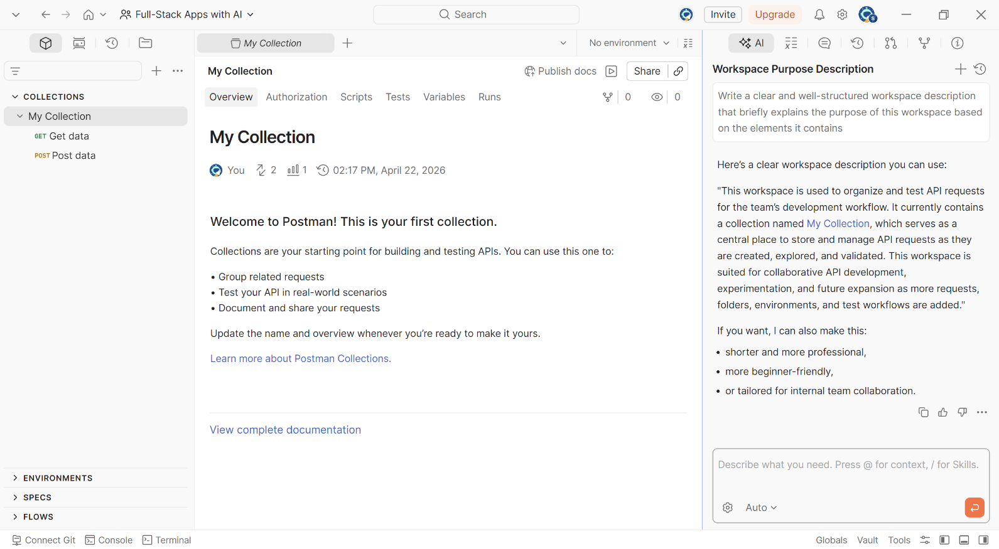 Full-Stack Apps with AI
Search
Invite
Upgrade
S
My Collection
No environment
AI
My Collection
Publish docs
Share
Workspace Purpose Description
Overview
Authorization
Scripts
Tests
Variables
Runs
0
0
COLLECTIONS
My Collection
GET Get data
POST Post data
My Collection
You
2
1
02:17 PM, April 22, 2026
Welcome to Postman! This is your first collection.
Collections are your starting point for building and testing APIs. You can use this one to:
• Group related requests
• Test your API in real-world scenarios
• Document and share your requests
Update the name and overview whenever you’re ready to make it yours.
Learn more about Postman Collections.
View complete documentation
Write a clear and well-structured workspace description
that briefly explains the purpose of this workspace based
on the elements it contains
Here’s a clear workspace description you can use:
"This workspace is used to organize and test API requests
for the team’s development workflow. It currently contains
a collection named My Collection, which serves as a
central place to store and manage API requests as they
are created, explored, and validated. This workspace is
suited for collaborative API development,
experimentation, and future expansion as more requests,
folders, environments, and test workflows are added."
If you want, I can also make this:
• shorter and more professional,
• more beginner-friendly,
• or tailored for internal team collaboration.
Describe what you need. Press @ for context, / for Skills.
Auto
ENVIRONMENTS
SPECS
FLOWS
Connect Git
Console
Terminal
Globals
Vault
Tools